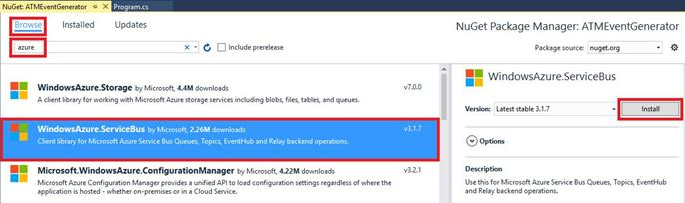 NuGet: ATMEventGenerator
Program.cs
Browse Installed Updates
NuGet Package Manager: ATMEventGenerator
azure
Include prerelease
Package source: nuget.org
WindowsAzure.Storage by Microsoft, 4.4M downloads v7.0.0
A client library for working with Microsoft Azure storage services including blobs, files, tables, and queues.
WindowsAzure.ServiceBus by Microsoft, 2.26M downloads v3.1.7
Client library for Microsoft Azure Service Bus Queues, Topics, EventHub and Relay backend operations.
Microsoft.WindowsAzure.ConfigurationManager by Microsoft, 4.22M downloads v3.2.1
Microsoft Azure Configuration Manager provides a unified API to load configuration settings regardless of where the
application is hosted - whether on-premises or in a Cloud Service.
WindowsAzure.ServiceBus
Version: Latest stable 3.1.7 Install
Options
Description
Use this for Microsoft Azure Service Bus Queues, Topics, EventHub
and Relay backend operations.